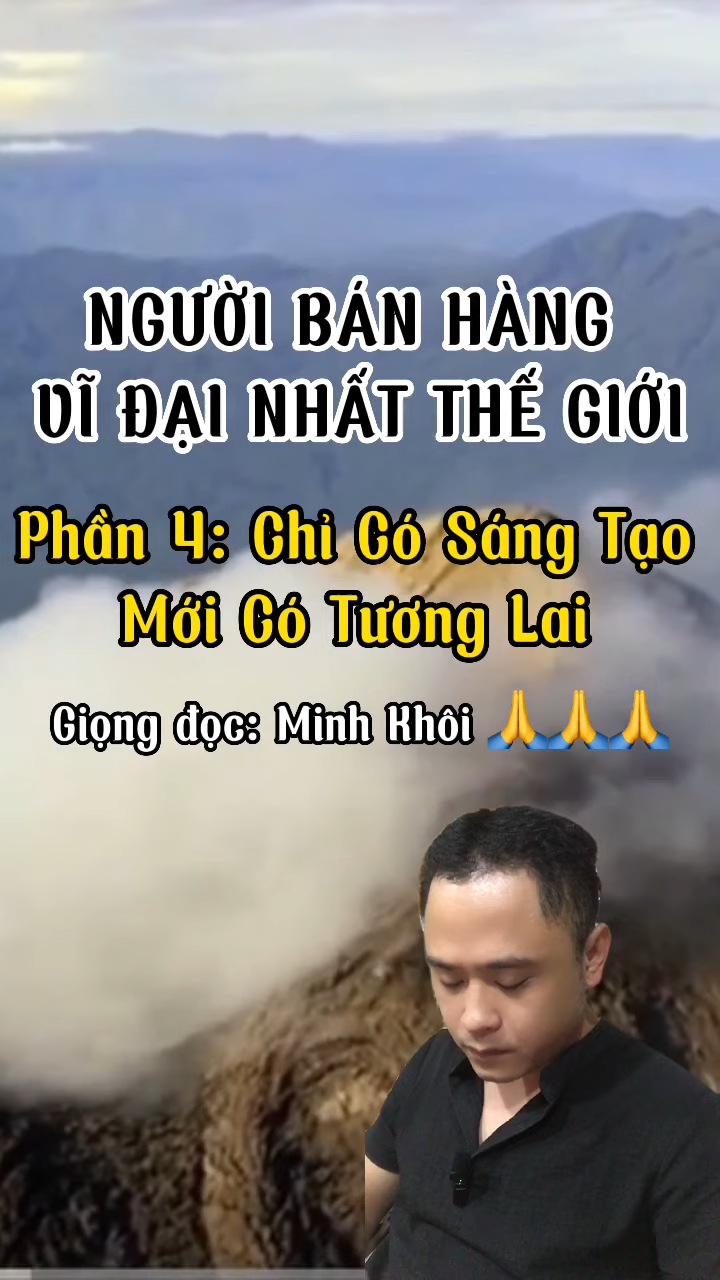 NGƯỜI BÁN HÀNG
VĨ ĐẠI NHẤT THẾ GIỚI
Phần 4: Chỉ Có Sáng Tạo
Mới Có Tương Lai
Giọng đọc: Minh Khôi 🙏🙏🙏